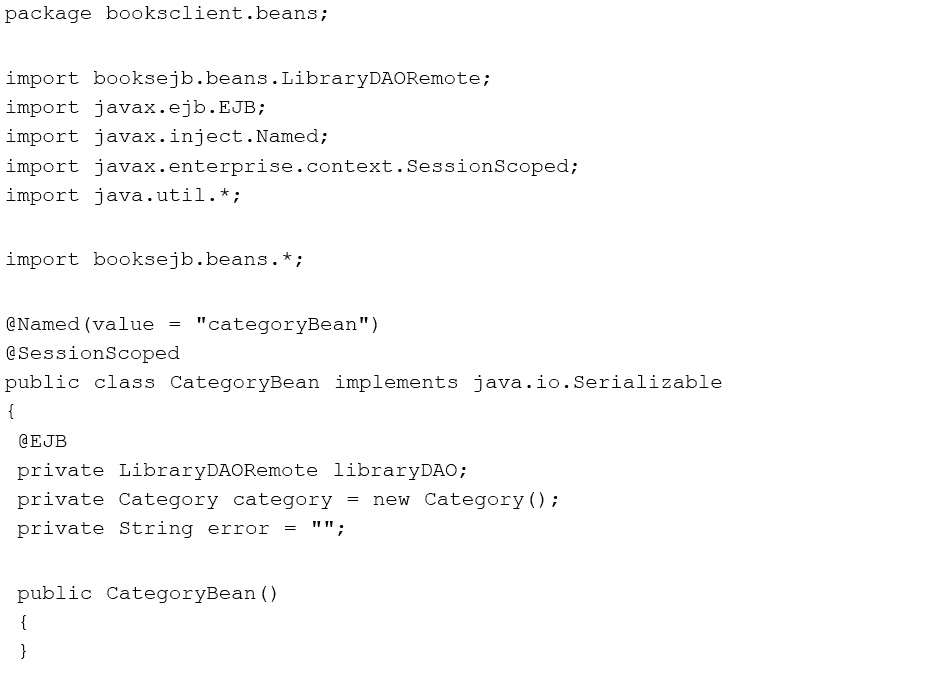 package booksclient.beans;
import booksejb.beans.LibraryDAORemote;
import javax.ejb.EJB;
import javax.inject.Named;
import javax.enterprise.context.SessionScoped;
import java.util.*;
import booksejb.beans.*;
@Named(value = "categoryBean")
@SessionScoped
public class CategoryBean implements java.io.Serializable
{
@EJB
private LibraryDAORemote libraryDAO;
private Category category = new Category();
private String error = "";
public CategoryBean()
{
}